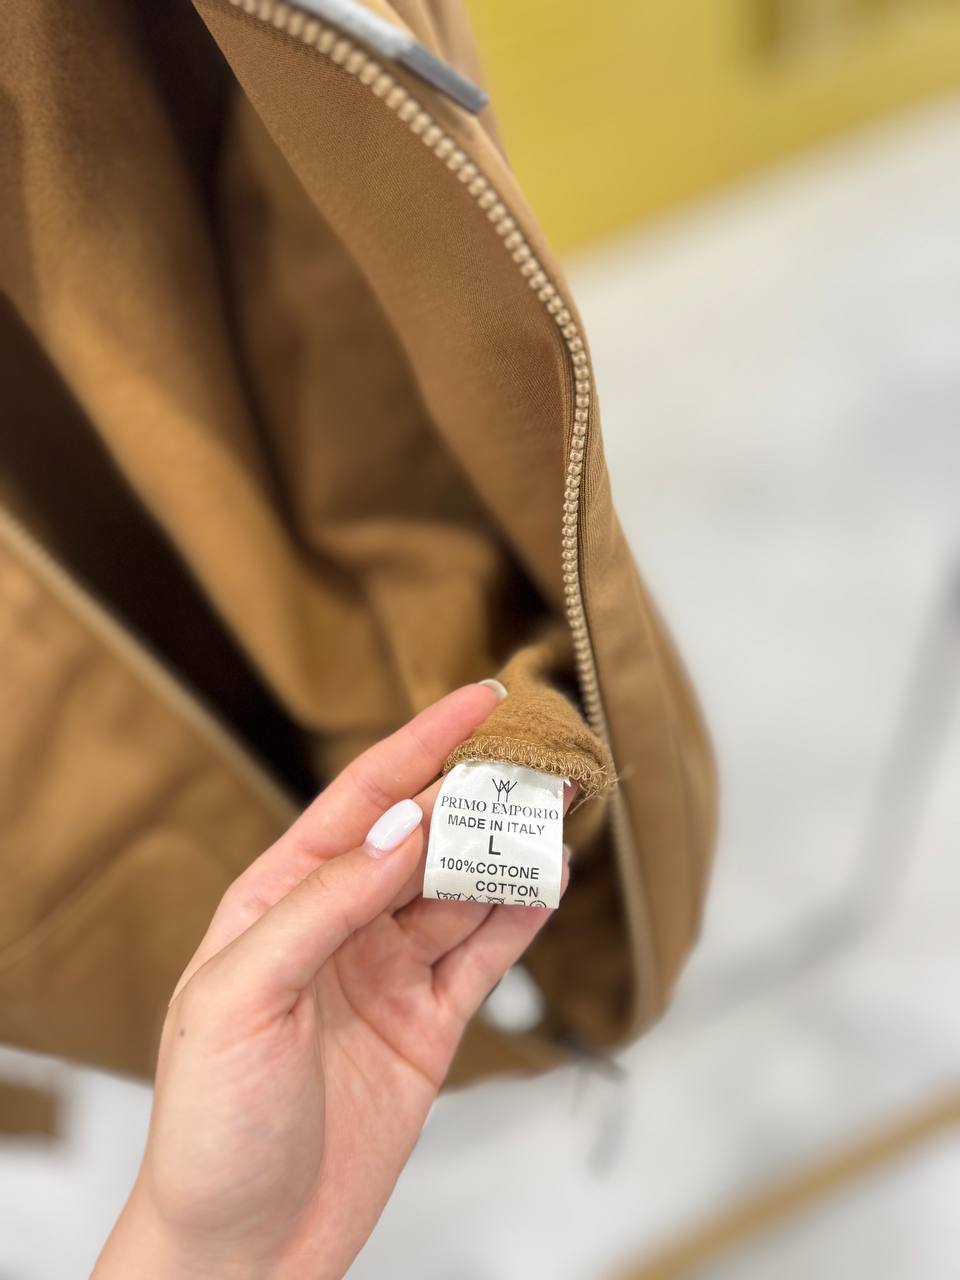 PRIMO EMPORIO
MADE IN ITALY
L
100%COTONE
COTTON